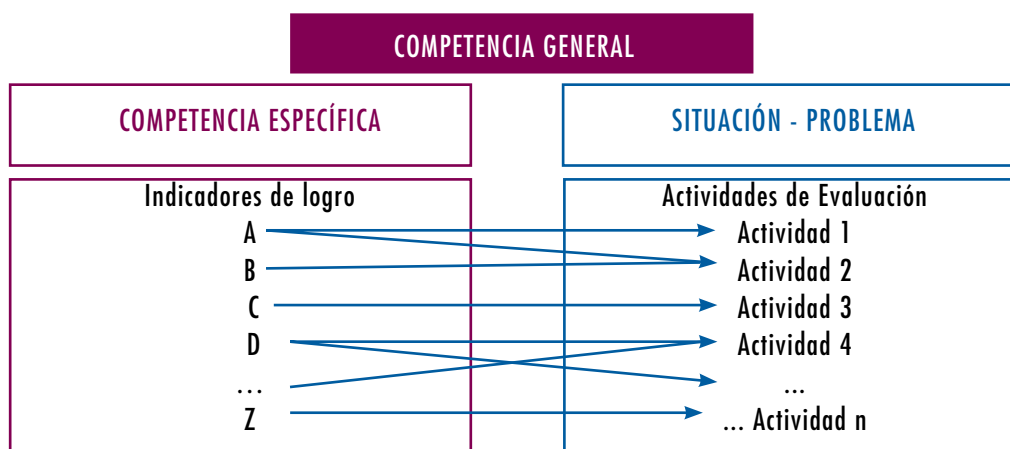 COMPETENCIA GENERAL
COMPETENCIA ESPECÍFICA
SITUACIÓN - PROBLEMA
Indicadores de logro
A
B
C
D
...
Z
Actividades de Evaluación
Actividad 1
Actividad 2
Actividad 3
Actividad 4
...
... Actividad n